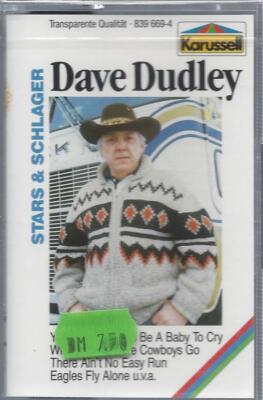 Transparente Qualität · 839 669-4
Karussell
STARS & SCHLAGER
Dave Dudley
Be A Baby To Cry
Cowboys Go
There Ain't No Easy Run
Eagles Fly Alone u.v.a.
DM 7.70